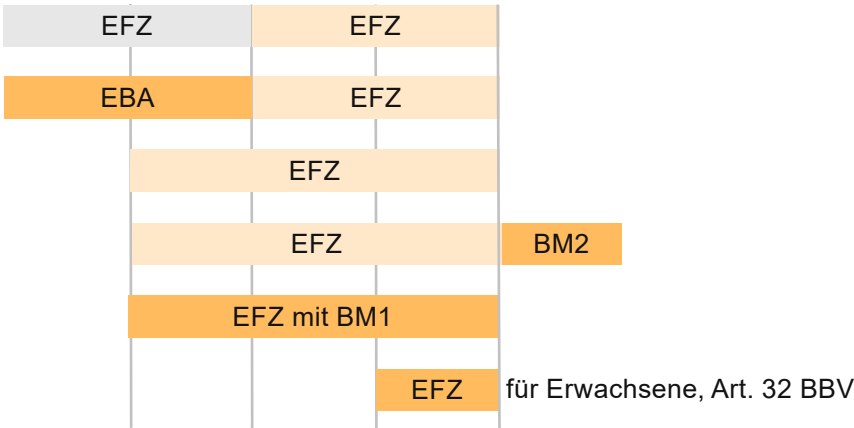 EFZ EFZ
EBA EFZ
EFZ
EFZ BM2
EFZ mit BM1
EFZ für Erwachsene, Art. 32 BBV